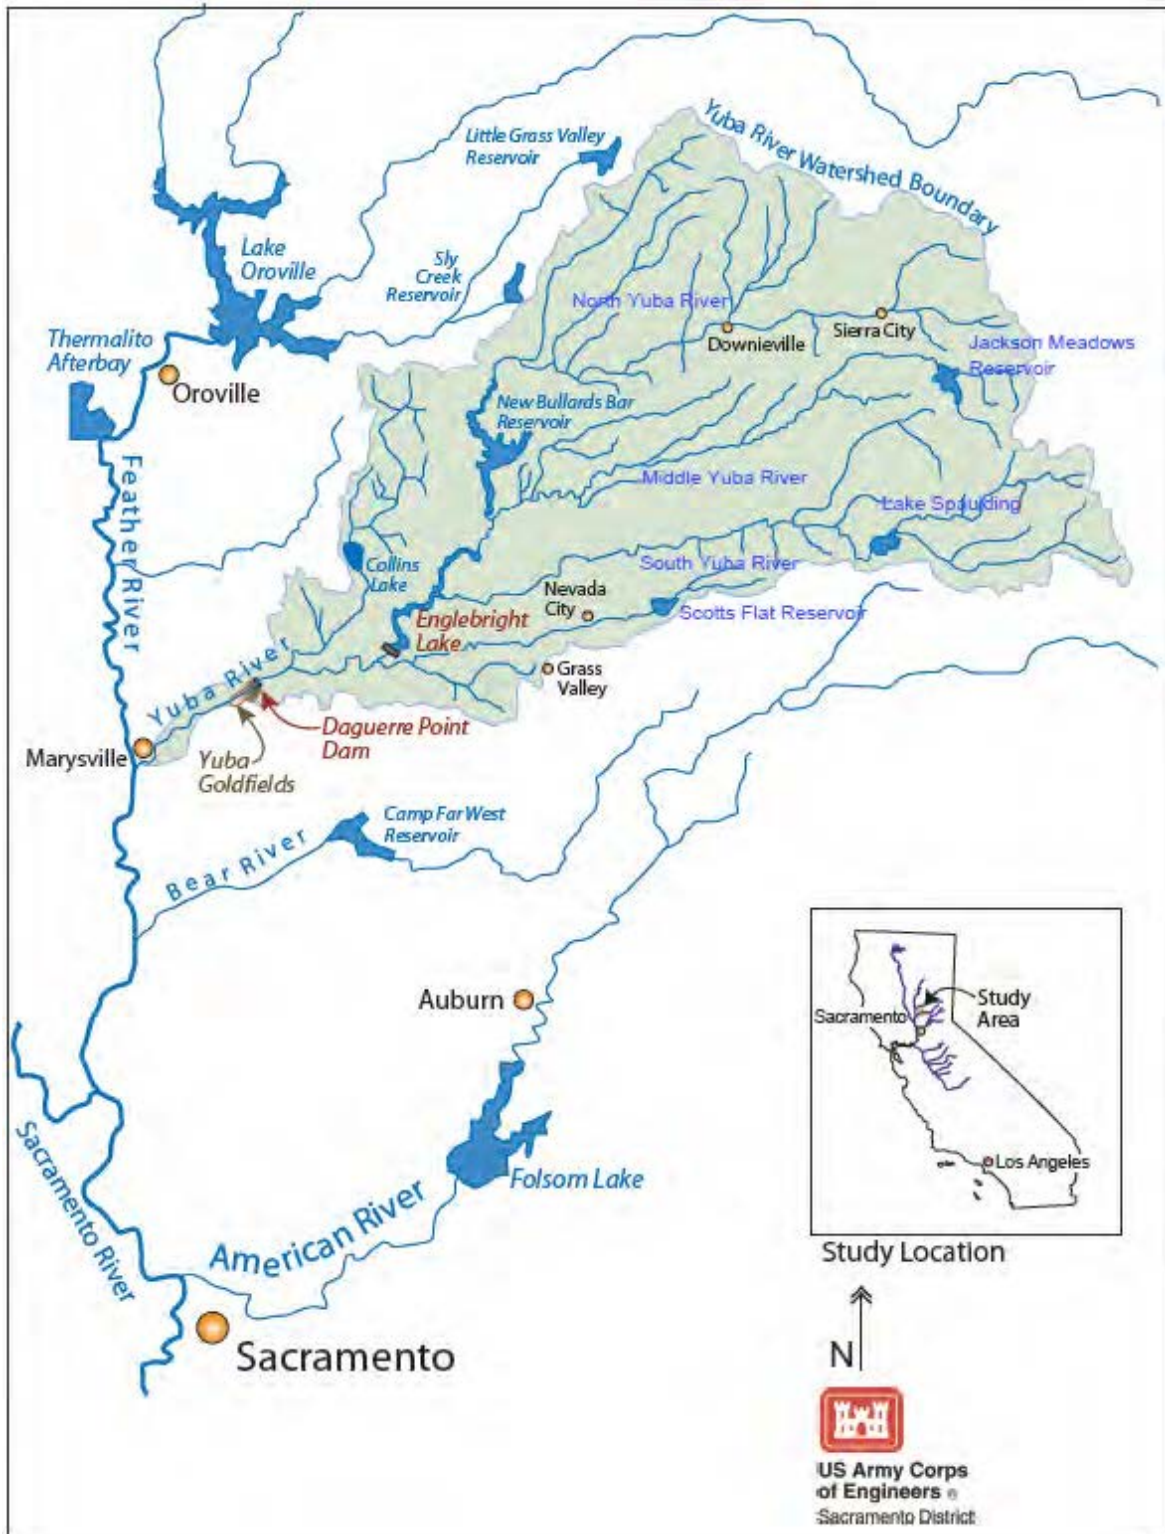 Yuba River Watershed Boundary
Little Grass Valley
Reservoir
Lake
Oroville
Sly
Creek
Reservoir
North Yuba River
Downieville
Sierra City
Thermalito
Afterbay
Oroville
Jackson Meadows
Reservoir
New Bullards Bar
Reservoir
Feather River
Middle Yuba River
Lake Spaulding
Collins
Lake
South Yuba River
Nevada
City
Scotts Flat Reservoir
Englebright
Lake
Grass
Valley
Yuba River
Daguerre Point
Dam
Marysville
Yuba
Goldfields
Camp Far West
Reservoir
Bear River
Auburn
Study
Area
Sacramento
Los Angeles
Study Location
Sacramento River
Folsom Lake
American River
Sacramento
N
US Army Corps
of Engineers ®
Sacramento District